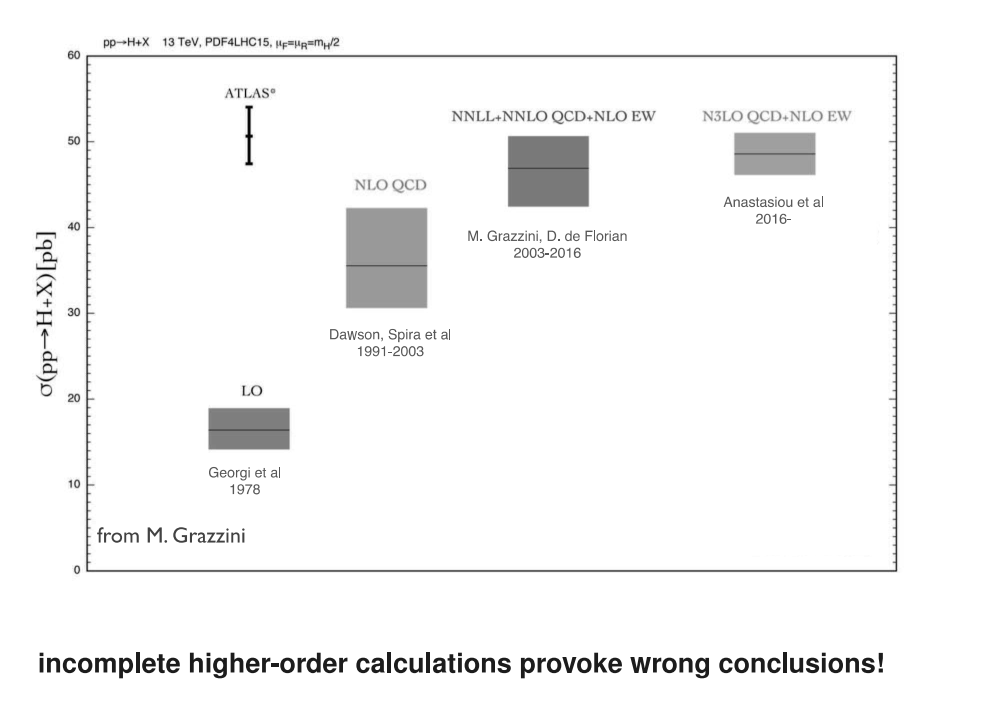 pp→H+X 13 TeV, PDF4LHC15, μF=μR=mH/2
60
50
40
30
20
10
0
σ(pp→H+X)[pb]
ATLAS°
NNLL+NNLO QCD+NLO EW
N3LO QCD+NLO EW
NLO QCD
Anastasiou et al
2016-
M. Grazzini, D. de Florian
2003-2016
Dawson, Spira et al
1991-2003
LO
Georgi et al
1978
from M. Grazzini
incomplete higher-order calculations provoke wrong conclusions!